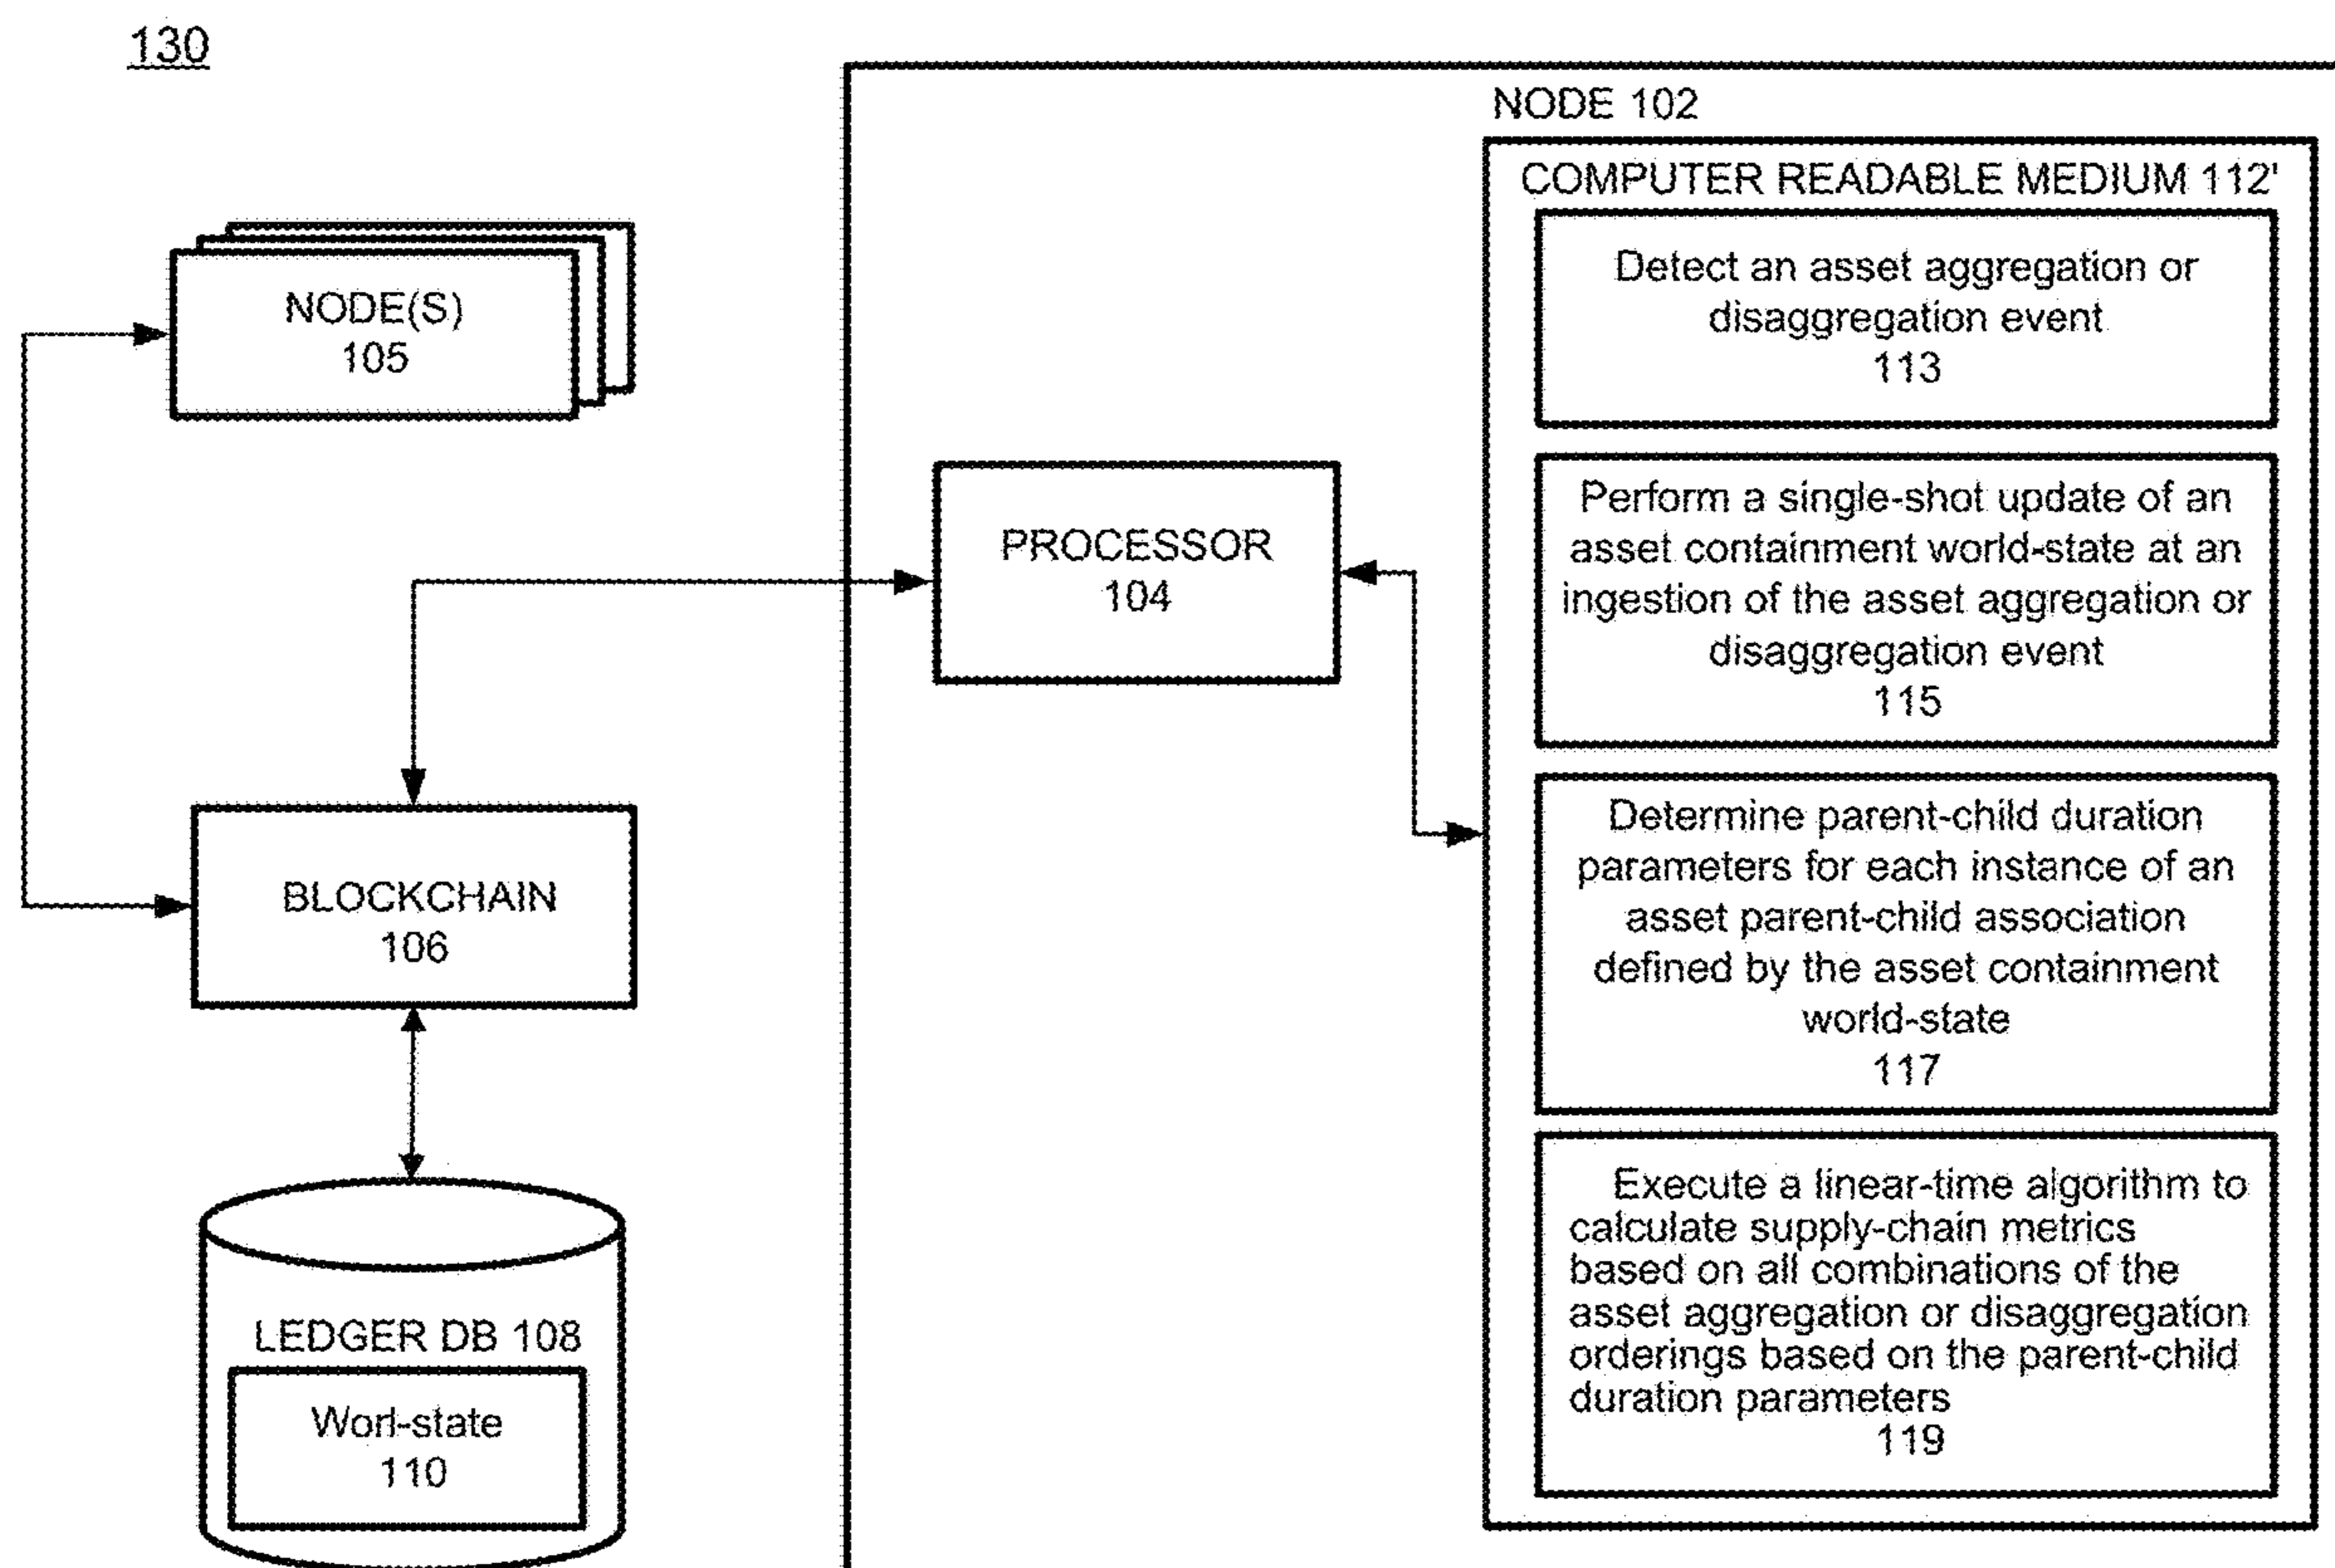 130
NODE 102
COMPUTER READABLE MEDIUM 112'
Detect an asset aggregation or
disaggregation event
113
Perform a single-shot update of an
asset containment world-state at an
ingestion of the asset aggregation or
disaggregation event
115
Determine parent-child duration
parameters for each instance of an
asset parent-child association
defined by the asset containment
world-state
117
Execute a linear-time algorithm to
calculate supply-chain metrics
based on all combinations of the
asset aggregation or disaggregation
orderings based on the parent-child
duration parameters
119
NODE(S)
105
PROCESSOR
104
BLOCKCHAIN
106
LEDGER DB 108
Worl-state
110